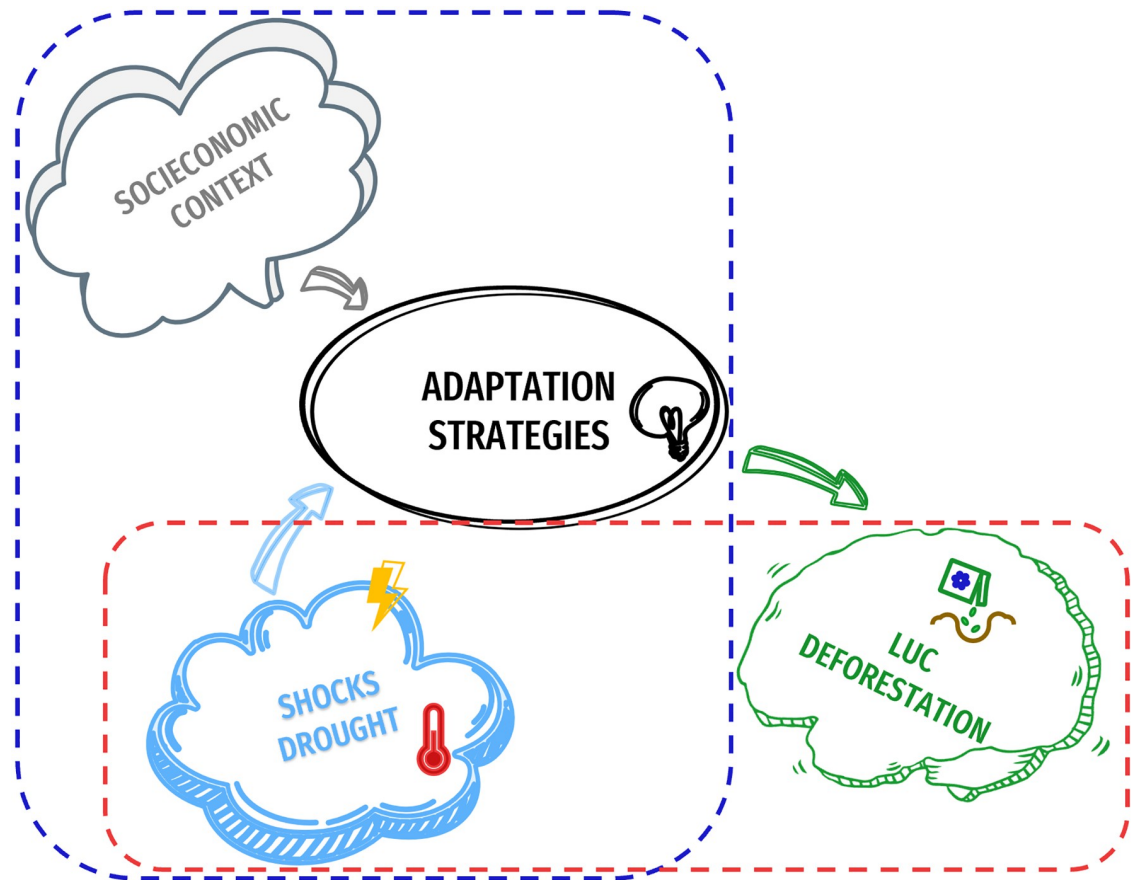 SOCIECONOMIC
CONTEXT
ADAPTATION
STRATEGIES
SHOCKS
DROUGHT
LUC
DEFORESTATION